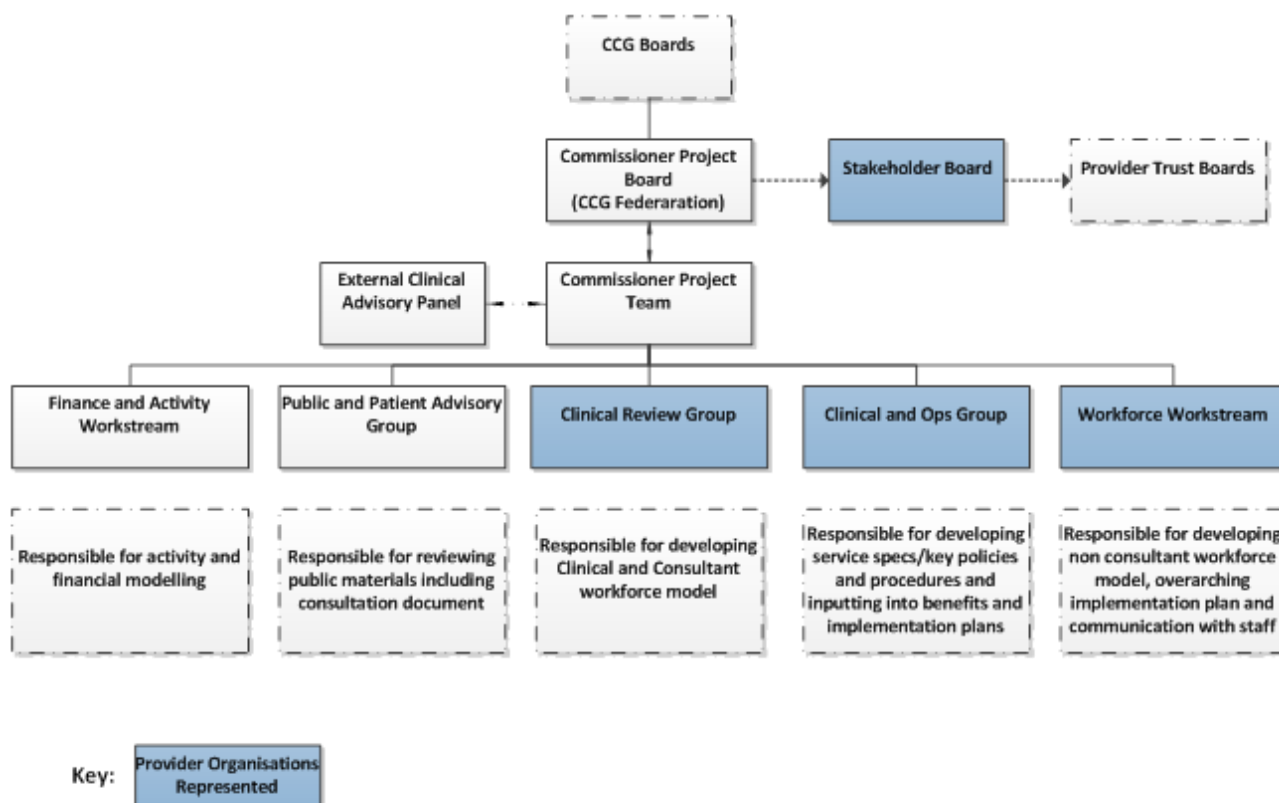 CCG Boards
Commissioner Project
Board
(CCG Federaration)
Stakeholder Board
Provider Trust Boards
External Clinical
Advisory Panel
Commissioner Project
Team
Finance and Activity
Workstream
Public and Patient Advisory
Group
Clinical Review Group
Clinical and Ops Group
Workforce Workstream
Responsible for activity and
financial modelling
Responsible for reviewing
public materials including
consultation document
Responsible for developing
Clinical and Consultant
workforce model
Responsible for developing
service specs/key policies
and procedures and
inputting into benefits and
implementation plans
Responsible for developing
non consultant workforce
model, overarching
implementation plan and
communication with staff
Key:
Provider Organisations
Represented